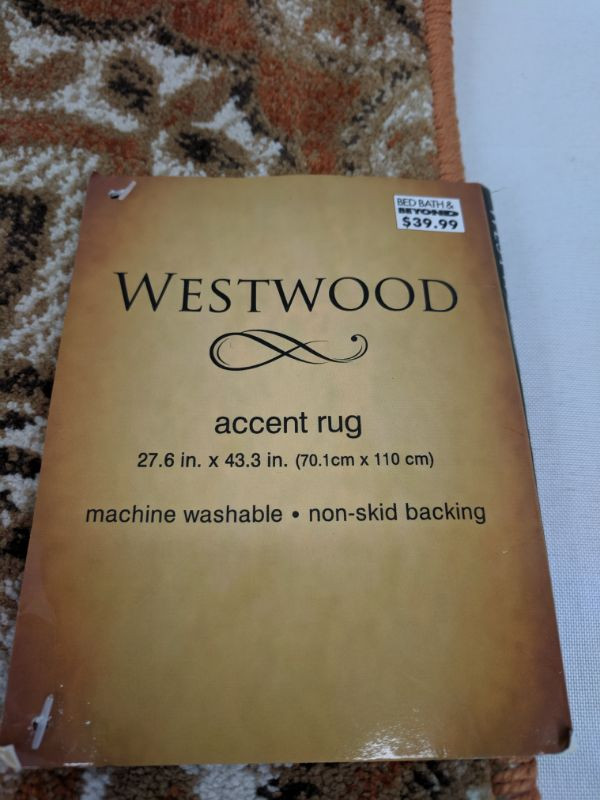 BED BATH &
BEYOND
$39.99
WESTWOOD
accent rug
27.6 in. x 43.3 in. (70.1cm x 110 cm)
machine washable • non-skid backing